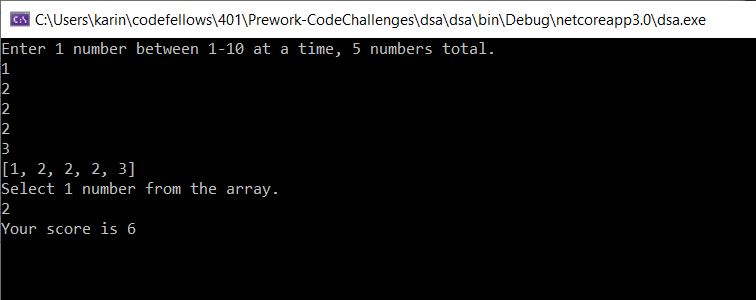 C:\Users\karin\codefellows\401\Prework-CodeChallenges\dsa\dsa\bin\Debug\netcoreapp3.0\dsa.exe
Enter 1 number between 1-10 at a time, 5 numbers total.
1
2
2
2
3
[1, 2, 2, 2, 3]
Select 1 number from the array.
2
Your score is 6